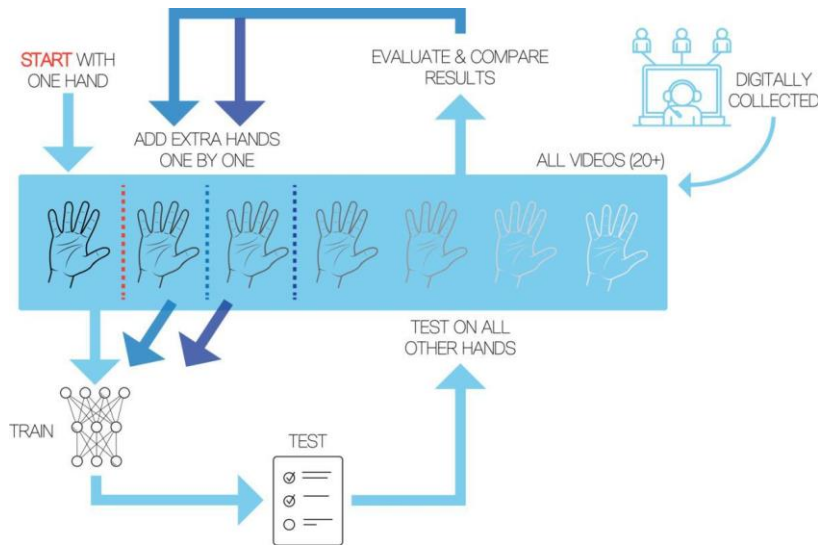 START WITH
ONE HAND
EVALUATE & COMPARE
RESULTS
DIGITALLY
COLLECTED
ADD EXTRA HANDS
ONE BY ONE
ALL VIDEOS (20+)
TEST ON ALL
OTHER HANDS
TRAIN
TEST